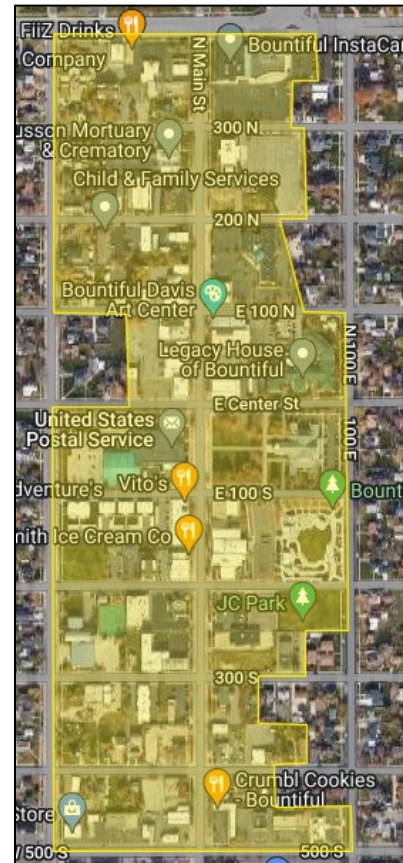 FiiZ Drinks
Company
N Main St
Bountiful InstaCar
usson Mortuary
& Crematory
300 N
Child & Family Services
200 N
Bountiful Davis
Art Center
E 100 N
N 100 E
Legacy House
of Bountiful
E Center St
100 E
United States
Postal Service
dventure's
Vito's
E 100 S
Bount
mith Ice Cream Co
JC Park
300 S
Crumbl Cookies
- Bountiful
Store
W 500 S
500 S